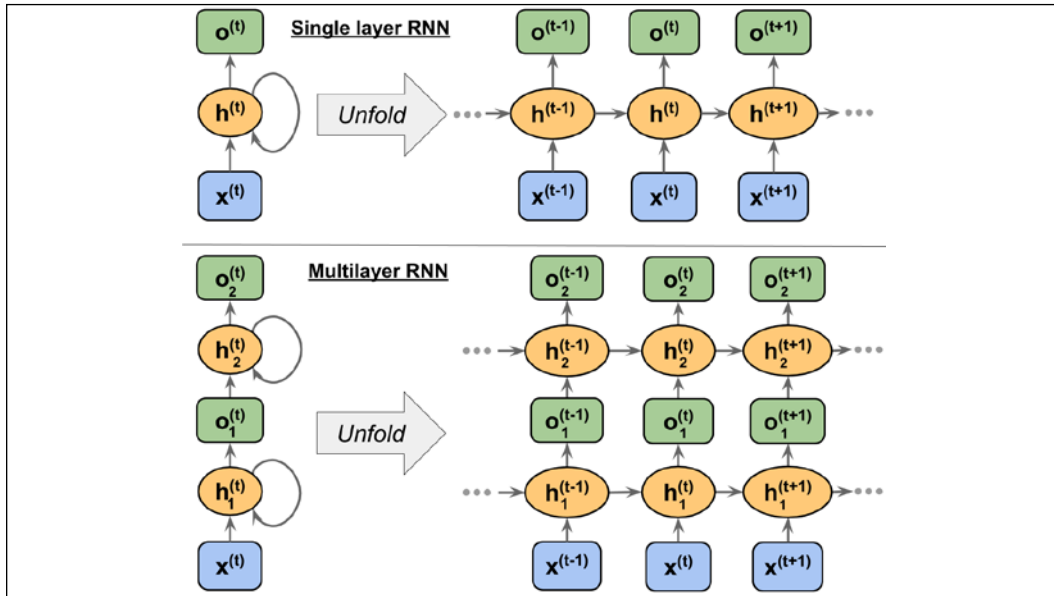 o(t) Single layer RNN o(t-1) o(t) o(t+1)
h(t) Unfold h(t-1) h(t) h(t+1)
x(t) x(t-1) x(t) x(t+1)
o2(t) Multilayer RNN o2(t-1) o2(t) o2(t+1)
h2(t) h2(t-1) h2(t) h2(t+1)
o1(t) Unfold o1(t-1) o1(t) o1(t+1)
h1(t) h1(t-1) h1(t) h1(t+1)
x(t) x(t-1) x(t) x(t+1)